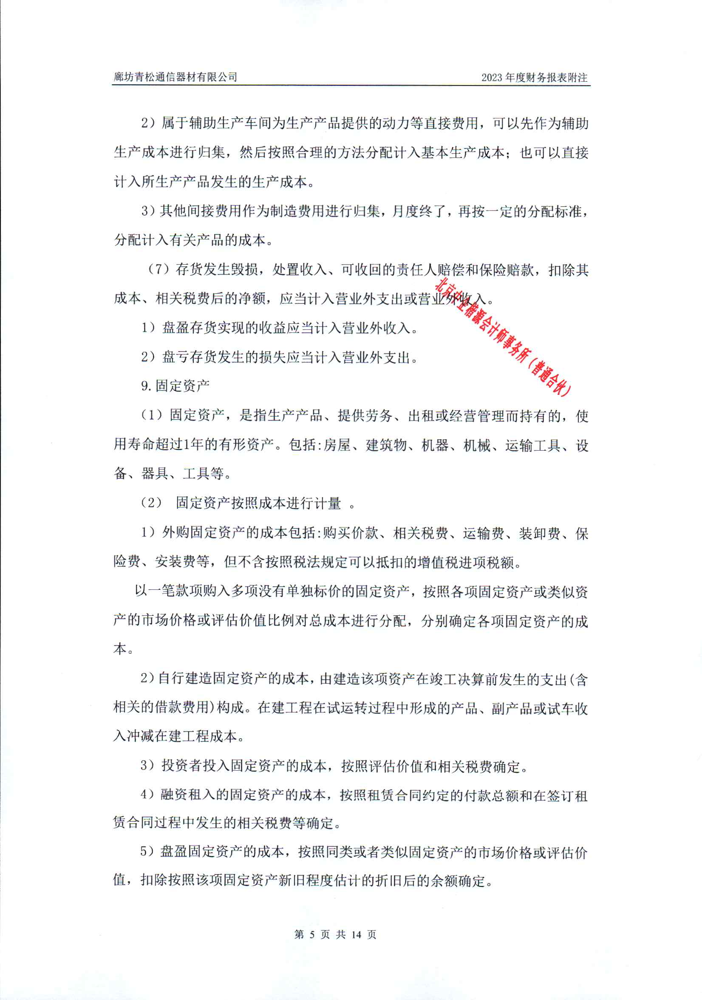 廊坊青松通信器材有限公司
2023 年度财务报表附注
2）属于辅助生产车间为生产产品提供的动力等直接费用，可以先作为辅助
生产成本进行归集，然后按照合理的方法分配计入基本生产成本；也可以直接
计入所生产产品发生的生产成本。
3）其他间接费用作为制造费用进行归集，月度终了，再按一定的分配标准，
分配计入有关产品的成本。
（7）存货发生毁损，处置收入、可收回的责任人赔偿和保险赔款，扣除其
成本、相关税费后的净额，应当计入营业外支出或营业外收入。
北京中企楷源会计师事务所（普通合伙）
1）盘盈存货实现的收益应当计入营业外收入。
2）盘亏存货发生的损失应当计入营业外支出。
9.固定资产
（1）固定资产，是指生产产品、提供劳务、出租或经营管理而持有的，使
用寿命超过1年的有形资产。包括:房屋、建筑物、机器、机械、运输工具、设
备、器具、工具等。
（2） 固定资产按照成本进行计量 。
1）外购固定资产的成本包括:购买价款、相关税费、运输费、装卸费、保
险费、安装费等，但不含按照税法规定可以抵扣的增值税进项税额。
以一笔款项购入多项没有单独标价的固定资产，按照各项固定资产或类似资
产的市场价格或评估价值比例对总成本进行分配，分别确定各项固定资产的成
本。
2）自行建造固定资产的成本，由建造该项资产在竣工决算前发生的支出(含
相关的借款费用)构成。在建工程在试运转过程中形成的产品、副产品或试车收
入冲减在建工程成本。
3）投资者投入固定资产的成本，按照评估价值和相关税费确定。
4）融资租入的固定资产的成本，按照租赁合同约定的付款总额和在签订租
赁合同过程中发生的相关税费等确定。
5）盘盈固定资产的成本，按照同类或者类似固定资产的市场价格或评估价
值，扣除按照该项固定资产新旧程度估计的折旧后的余额确定。
第 5 页 共 14 页